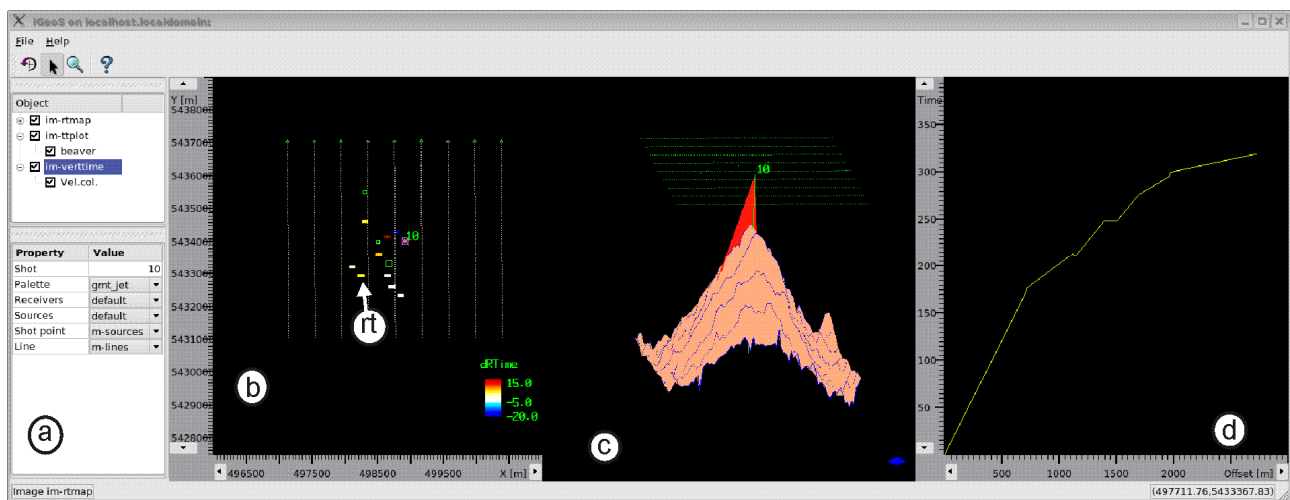 IGeoS on localhost.localdomain:
File Help
Object
im-rtmap
im-ttplot
beaver
im-verttime
Vel.col.
Property Value
Shot 10
Palette gmt_jet
Receivers default
Sources default
Shot point m-sources
Line m-lines
a
Image im-rtmap
Y [m]
5433900
5433800
5433700
5433600
5433500
5433400
5433300
5433200
5433100
5433000
5432900
5432800
10
rt
dRTime
15.0
-5.0
-20.0
b
496500 497500 498500 499500 X [m]
10
c
Time
350
300
250
200
150
100
50
d
500 1000 1500 2000 Offset [m]
(497711.76,5433367.83)